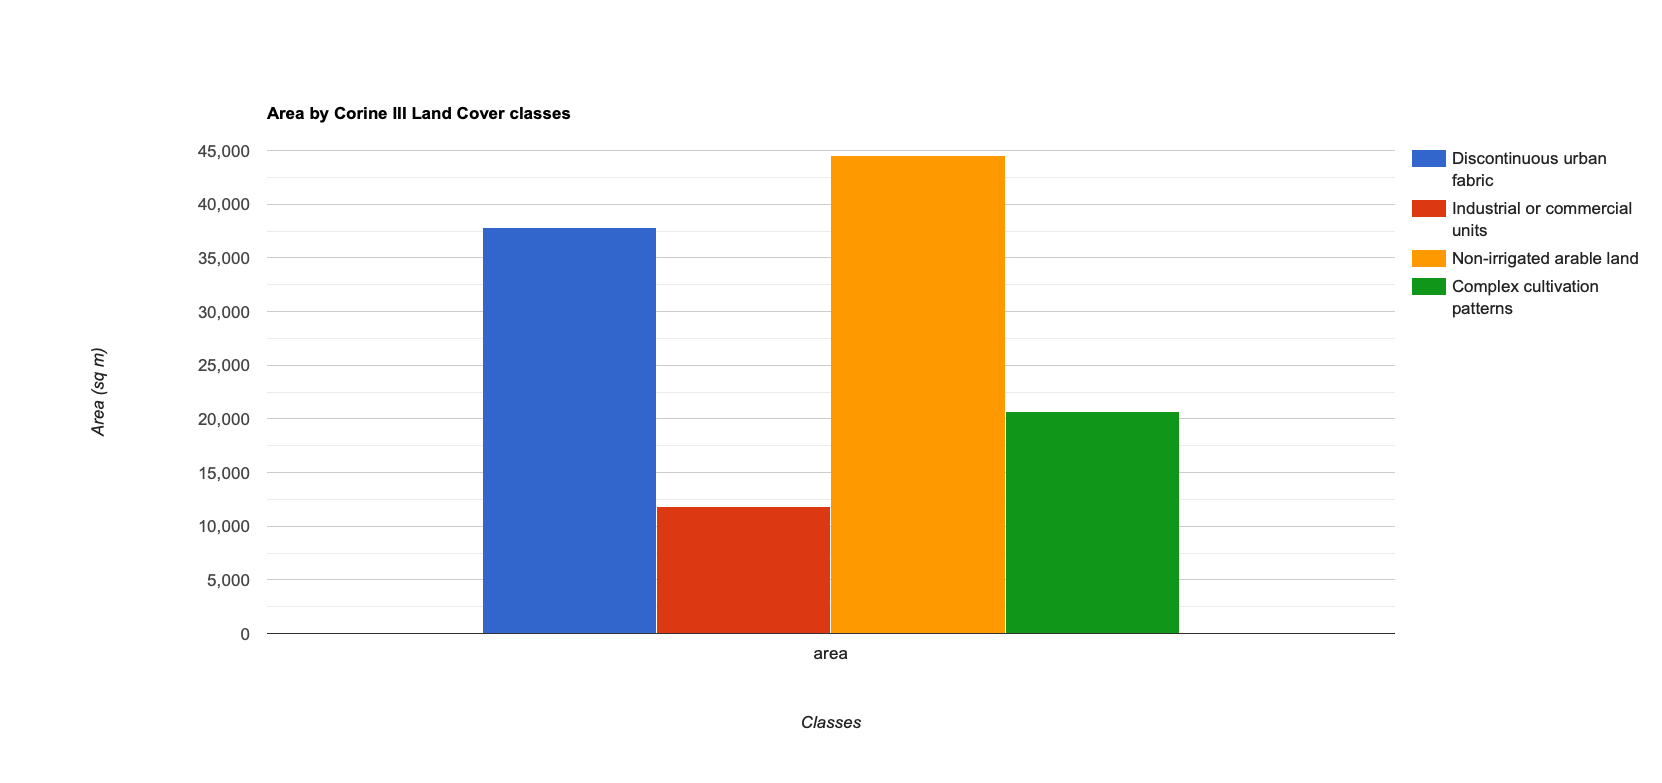 Area by Corine III Land Cover classes
45,000
40,000
35,000
30,000
25,000
20,000
15,000
10,000
5,000
0
Area (sq m)
area
Classes
Discontinuous urban
fabric
Industrial or commercial
units
Non-irrigated arable land
Complex cultivation
patterns